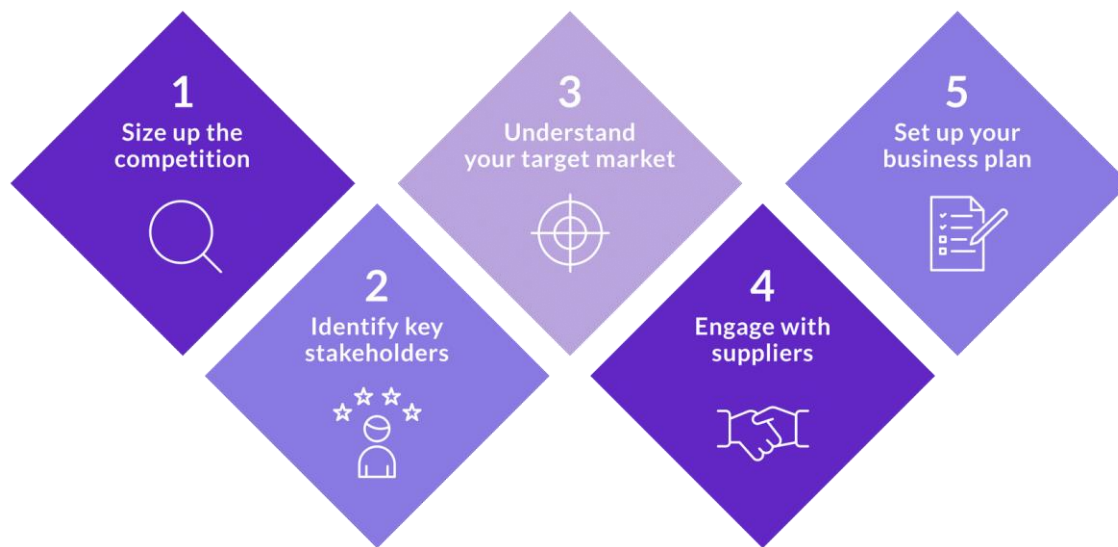 1
Size up the
competition
2
Identify key
stakeholders
3
Understand
your target market
4
Engage with
suppliers
5
Set up your
business plan